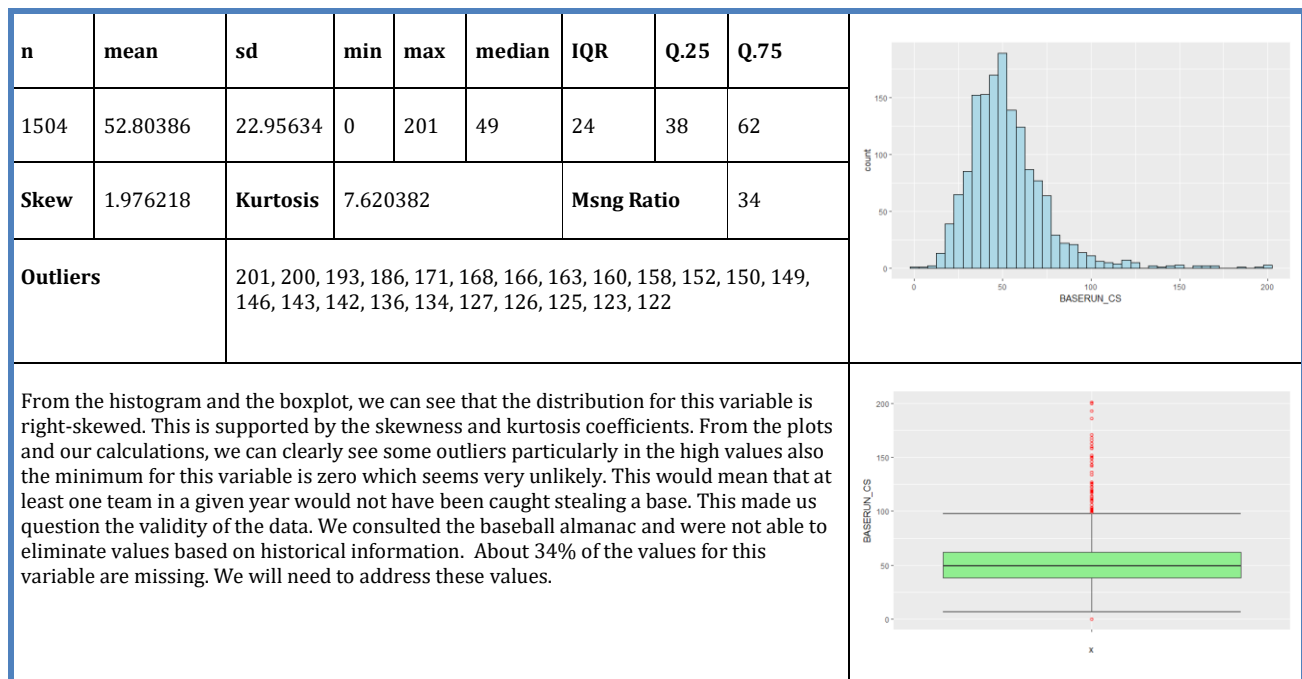 n mean sd min max median IQR Q.25 Q.75
1504 52.80386 22.95634 0 201 49 24 38 62
Skew 1.976218 Kurtosis 7.620382 Msng Ratio 34
Outliers 201, 200, 193, 186, 171, 168, 166, 163, 160, 158, 152, 150, 149,
146, 143, 142, 136, 134, 127, 126, 125, 123, 122
150
100
50
0
count
0 50 100 150 200
BASERUN_CS
From the histogram and the boxplot, we can see that the distribution for this variable is
right-skewed. This is supported by the skewness and kurtosis coefficients. From the plots
and our calculations, we can clearly see some outliers particularly in the high values also
the minimum for this variable is zero which seems very unlikely. This would mean that at
least one team in a given year would not have been caught stealing a base. This made us
question the validity of the data. We consulted the baseball almanac and were not able to
eliminate values based on historical information. About 34% of the values for this
variable are missing. We will need to address these values.
200
150
100
50
0
BASERUN_CS
x